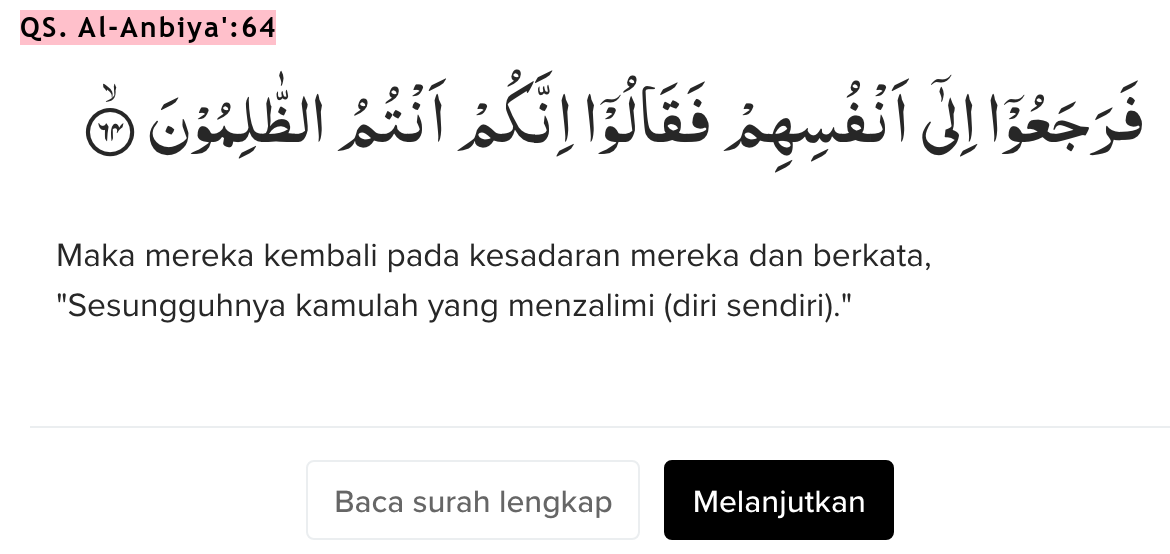 QS. Al-Anbiya':64
فَرَجَعُوْٓا اِلٰٓى اَنْفُسِهِمْ فَقَالُوْٓا اِنَّكُمْ اَنْتُمُ الظّٰلِمُوْنَ ۙ ٦٤
Maka mereka kembali pada kesadaran mereka dan berkata,
"Sesungguhnya kamulah yang menzalimi (diri sendiri)."
Baca surah lengkap Melanjutkan